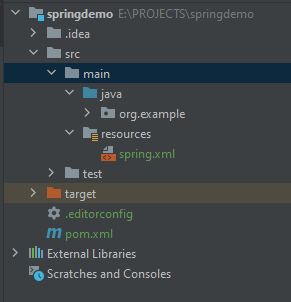 springdemo E:\PROJECTS\springdemo
.idea
src
main
java
org.example
resources
spring.xml
test
target
.editorconfig
m pom.xml
External Libraries
Scratches and Consoles